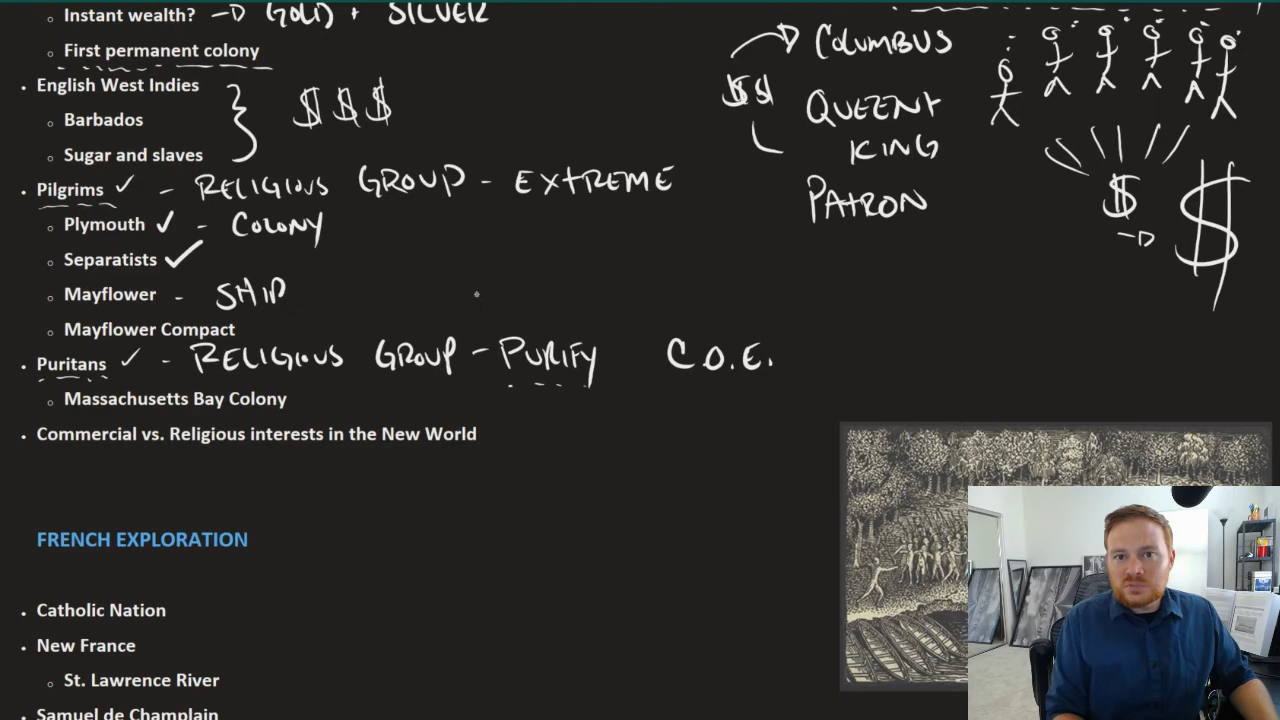 Instant wealth? → GOLD + SILVER
First permanent colony
English West Indies
Barbados
$$$
Sugar and slaves
Pilgrims ✓ - RELIGIOUS GROUP - EXTREME
Plymouth ✓ - COLONY
Separatists ✓
Mayflower - SHIP
Mayflower Compact
Puritans ✓ - RELIGIOUS GROUP - PURIFY C.O.E.
Massachusetts Bay Colony
Commercial vs. Religious interests in the New World
COLUMBUS
$$
QUEEN +
KING
PATRON
$ → $
FRENCH EXPLORATION
Catholic Nation
New France
St. Lawrence River
Samuel de Champlain